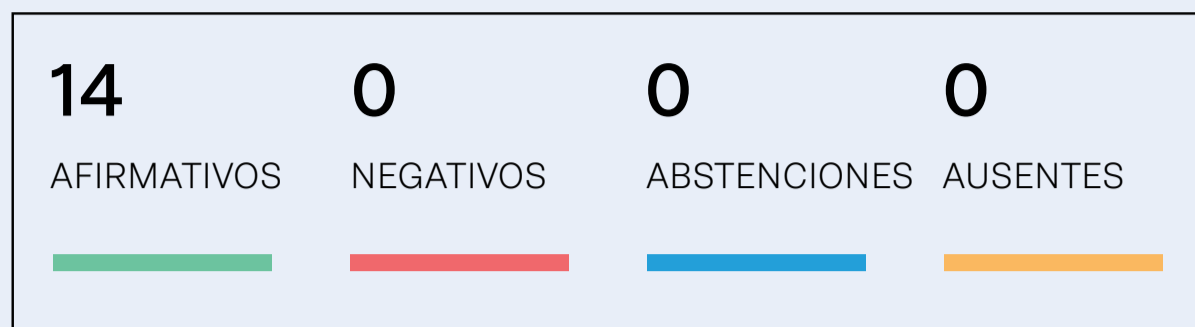 14 0 0 0
AFIRMATIVOS NEGATIVOS ABSTENCIONES AUSENTES